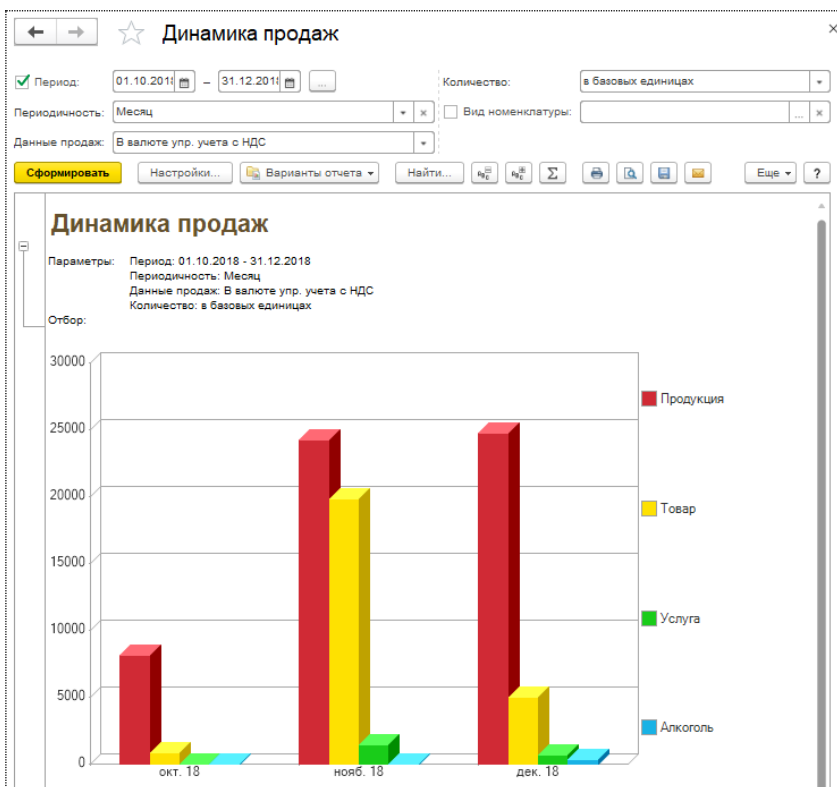 Динамика продаж
Период: 01.10.2018 – 31.12.2018 ... Количество: в базовых единицах
Периодичность: Месяц Вид номенклатуры:
Данные продаж: В валюте упр. учета с НДС
Сформировать Настройки... Варианты отчета Найти... Еще ?
Динамика продаж
Параметры: Период: 01.10.2018 - 31.12.2018
Периодичность: Месяц
Данные продаж: В валюте упр. учета с НДС
Количество: в базовых единицах
Отбор:
30000
Продукция
25000
20000
Товар
15000
10000
Услуга
5000
Алкоголь
0
окт. 18 нояб. 18 дек. 18